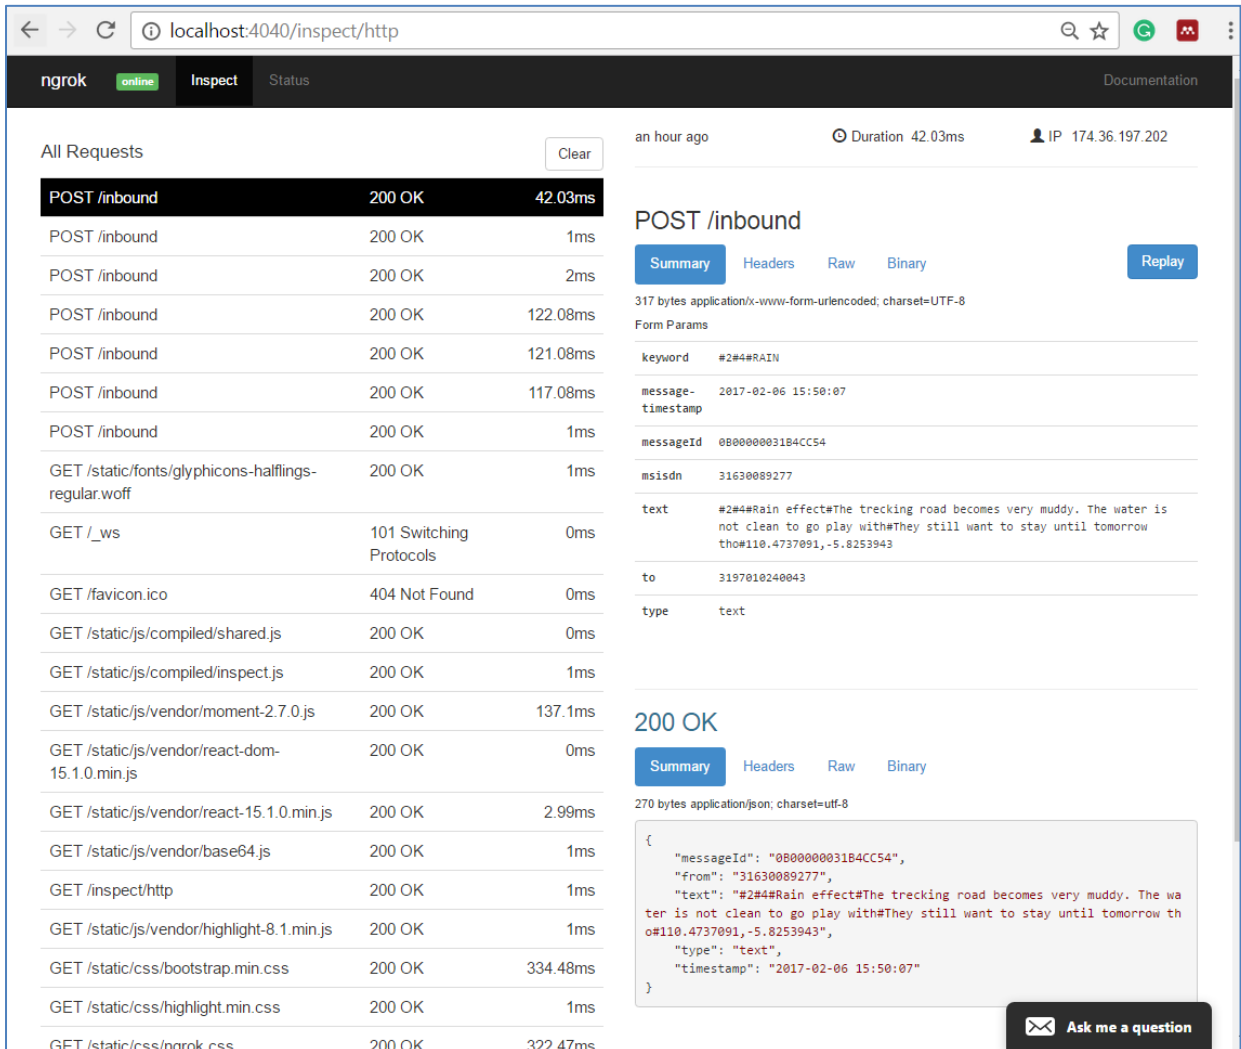 localhost:4040/inspect/http
ngrok online Inspect Status Documentation
All Requests Clear
POST /inbound 200 OK 42.03ms
POST /inbound 200 OK 1ms
POST /inbound 200 OK 2ms
POST /inbound 200 OK 122.08ms
POST /inbound 200 OK 121.08ms
POST /inbound 200 OK 117.08ms
POST /inbound 200 OK 1ms
GET /static/fonts/glyphicons-halflings- 200 OK 1ms
regular.woff
GET /_ws 101 Switching 0ms
Protocols
GET /favicon.ico 404 Not Found 0ms
GET /static/js/compiled/shared.js 200 OK 0ms
GET /static/js/compiled/inspect.js 200 OK 1ms
GET /static/js/vendor/moment-2.7.0.js 200 OK 137.1ms
GET /static/js/vendor/react-dom- 200 OK 0ms
15.1.0.min.js
GET /static/js/vendor/react-15.1.0.min.js 200 OK 2.99ms
GET /static/js/vendor/base64.js 200 OK 1ms
GET /inspect/http 200 OK 1ms
GET /static/js/vendor/highlight-8.1.min.js 200 OK 1ms
GET /static/css/bootstrap.min.css 200 OK 334.48ms
GET /static/css/highlight.min.css 200 OK 1ms
GET /static/css/ngrok.css 200 OK 322.47ms
an hour ago Duration 42.03ms IP 174.36.197.202
POST /inbound
Summary Headers Raw Binary Replay
317 bytes application/x-www-form-urlencoded; charset=UTF-8
Form Params
keyword #2#4#RAIN
message- 2017-02-06 15:50:07
timestamp
messageId 0B00000031B4CC54
msisdn 31630089277
text #2#4#Rain effect#The trecking road becomes very muddy. The water is
not clean to go play with#They still want to stay until tomorrow
tho#110.4737091,-5.8253943
to 3197010240043
type text
200 OK
Summary Headers Raw Binary
270 bytes application/json; charset=utf-8
{
"messageId": "0B00000031B4CC54",
"from": "31630089277",
"text": "#2#4#Rain effect#The trecking road becomes very muddy. The wa
ter is not clean to go play with#They still want to stay until tomorrow th
o#110.4737091,-5.8253943",
"type": "text",
"timestamp": "2017-02-06 15:50:07"
}
Ask me a question